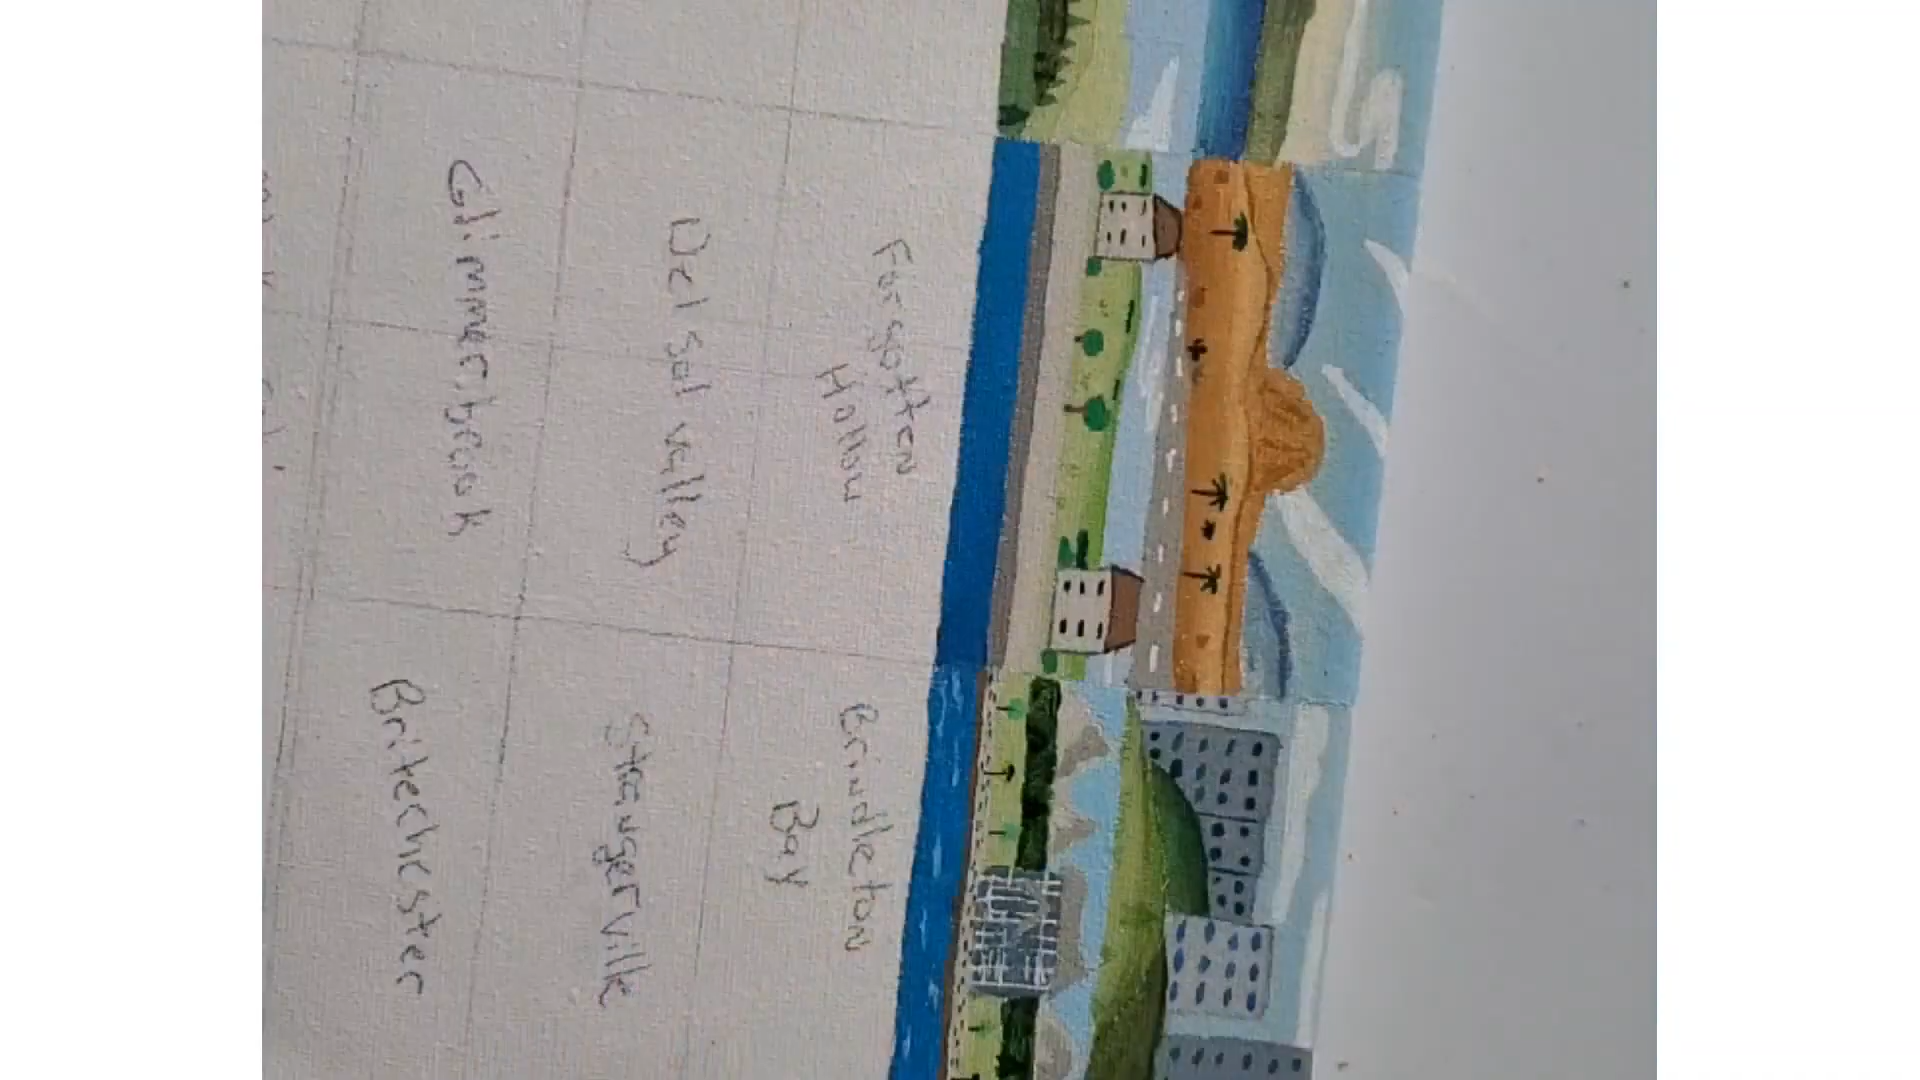 Forgotten
Hollow
Brindleton
Bay
Del sol valley
Strangerville
Glimmerbrook
Britechester